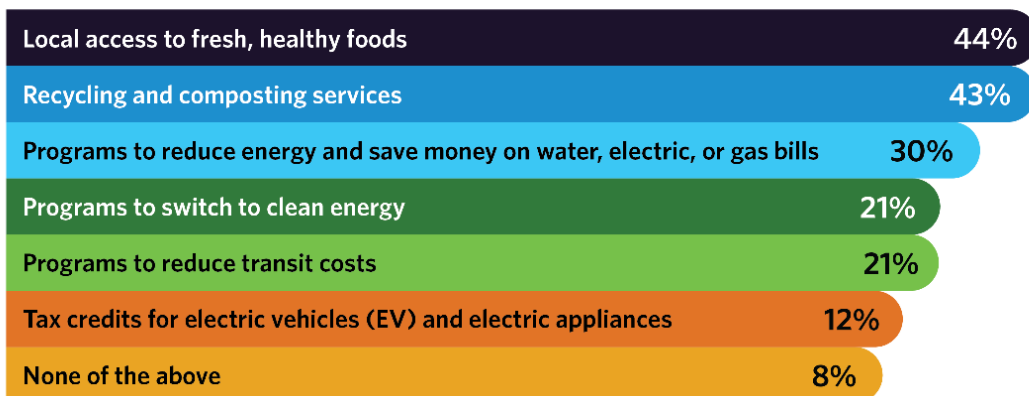 Local access to fresh, healthy foods 44%
Recycling and composting services 43%
Programs to reduce energy and save money on water, electric, or gas bills 30%
Programs to switch to clean energy 21%
Programs to reduce transit costs 21%
Tax credits for electric vehicles (EV) and electric appliances 12%
None of the above 8%